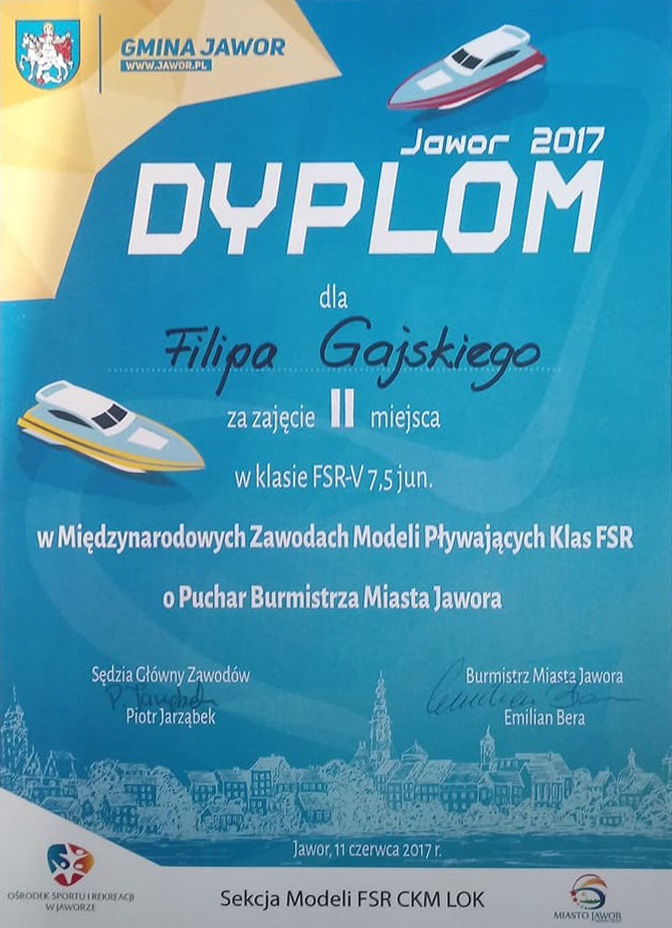 GMINA JAWOR
WWW.JAWOR.PL
Jawor 2017
DYPLOM
dla
Filipa Gajskiego
za zajęcie II miejsca
w klasie FSR-V 7,5 jun.
w Międzynarodowych Zawodach Modeli Pływających Klas FSR
o Puchar Burmistrza Miasta Jawora
Sędzia Główny Zawodów
Piotr Jarząbek
Burmistrz Miasta Jawora
Emilian Bera
Jawor, 11 czerwca 2017 r.
OŚRODEK SPORTU I REKREACJI
W JAWORZE
Sekcja Modeli FSR CKM LOK
MIASTO JAWOR